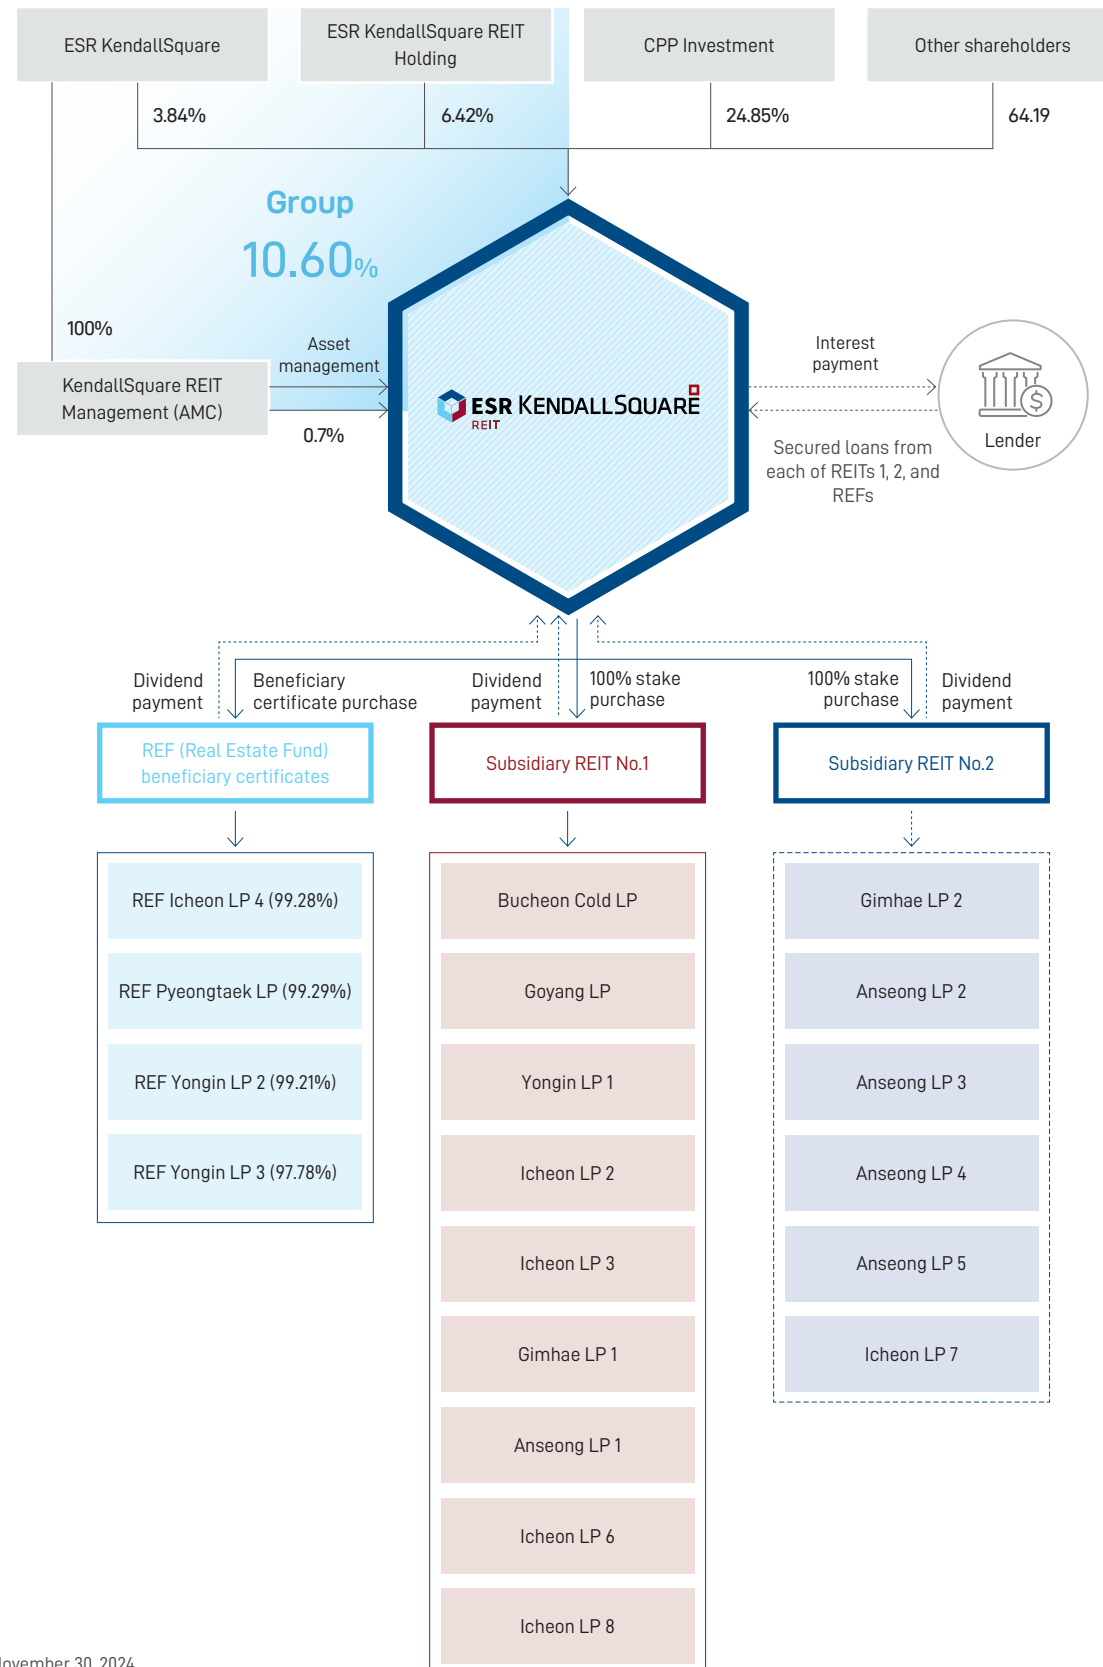 ESR KendallSquare
ESR KendallSquare REIT
Holding
CPP Investment
Other shareholders
3.84%
6.42%
24.85%
64.19
Group
10.60%
100%
KendallSquare REIT
Management (AMC)
Asset
management
0.7%
ESR KENDALLSQUARE
REIT
Interest
payment
Secured loans from
each of REITs 1, 2, and
REFs
$
Lender
Dividend
payment
Beneficiary
certificate purchase
Dividend
payment
100% stake
purchase
100% stake
purchase
Dividend
payment
REF (Real Estate Fund)
beneficiary certificates
Subsidiary REIT No.1
Subsidiary REIT No.2
REF Icheon LP 4 (99.28%)
REF Pyeongtaek LP (99.29%)
REF Yongin LP 2 (99.21%)
REF Yongin LP 3 (97.78%)
Bucheon Cold LP
Goyang LP
Yongin LP 1
Icheon LP 2
Icheon LP 3
Gimhae LP 1
Anseong LP 1
Icheon LP 6
Icheon LP 8
Gimhae LP 2
Anseong LP 2
Anseong LP 3
Anseong LP 4
Anseong LP 5
Icheon LP 7
November 30, 2024